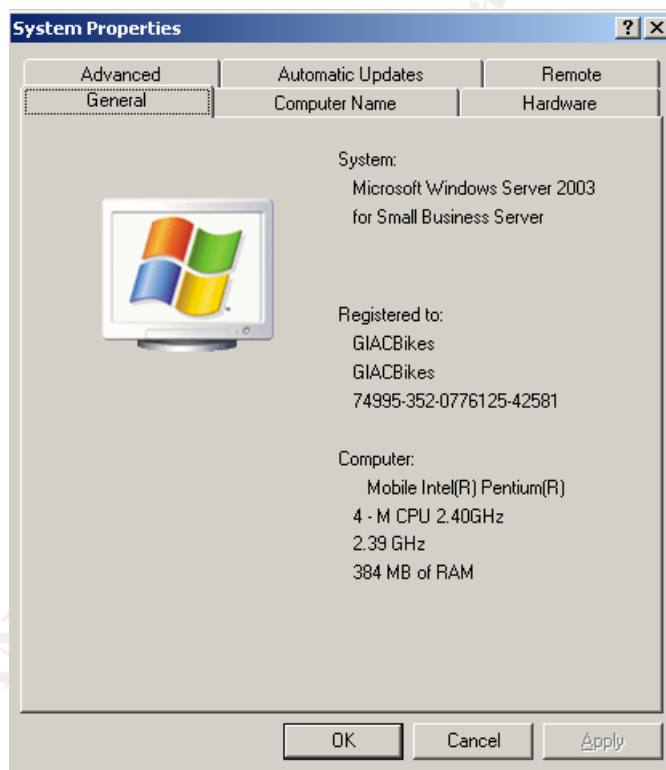 System Properties
Advanced
Automatic Updates
Remote
General
Computer Name
Hardware
System:
Microsoft Windows Server 2003
for Small Business Server
Registered to:
GIACBikes
GIACBikes
74995-352-0776125-42581
Computer:
Mobile Intel(R) Pentium(R)
4 - M CPU 2.40GHz
2.39 GHz
384 MB of RAM
OK
Cancel
Apply